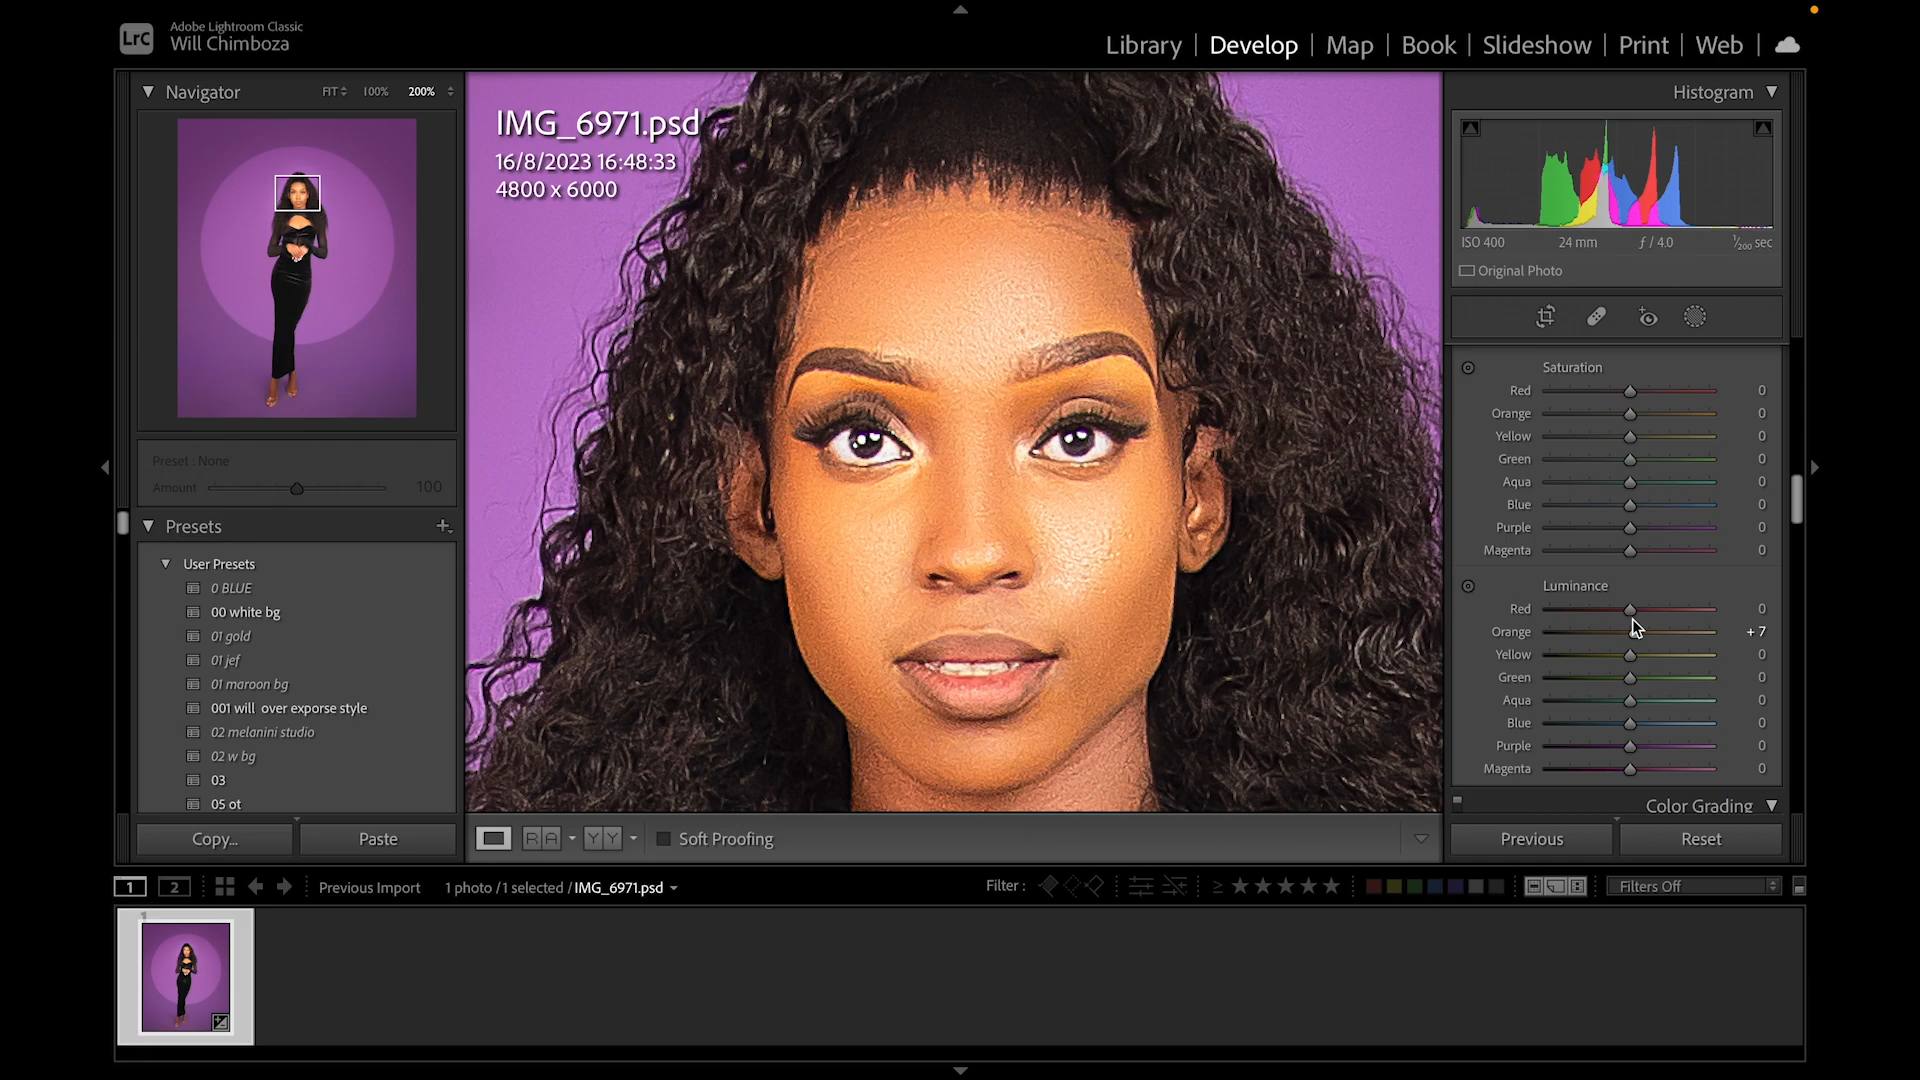 LrC
Adobe Lightroom Classic
Will Chimboza
Library | Develop | Map | Book | Slideshow | Print | Web |
Navigator FIT 100% 200%
Preset : None
Amount 100
Presets
User Presets
0 BLUE
00 white bg
01 gold
01 jef
01 maroon bg
001 will over exporse style
02 melanini studio
02 w bg
03
05 ot
Copy... Paste
IMG_6971.psd
16/8/2023 16:48:33
4800 x 6000
R A Y Y Soft Proofing
Histogram
ISO 400 24 mm ƒ / 4.0 1/200 sec
Original Photo
Saturation
Red 0
Orange 0
Yellow 0
Green 0
Aqua 0
Blue 0
Purple 0
Magenta 0
Luminance
Red 0
Orange + 7
Yellow 0
Green 0
Aqua 0
Blue 0
Purple 0
Magenta 0
Color Grading
Previous Reset
1 2 Previous Import 1 photo / 1 selected / IMG_6971.psd Filter : ≥ ★★★★★ Filters Off
1